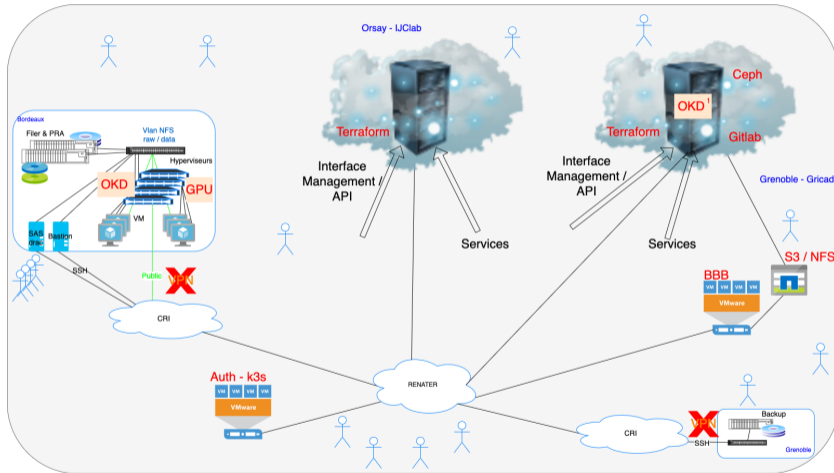 Orsay - IJClab
Ceph
OKD 1
Terraform
Terraform
Gitlab
Interface
Management /
API
Interface
Management /
API
Services
Services
Grenoble - Gricad
Bordeaux
Filer & PRA
Vlan NFS
raw / data
Hyperviseurs
OKD
GPU
VM
SAS
Bastion
SSH
Public
VPN
CRI
S3 / NFS
BBB
VM VM VM VM
VMware
Auth - k3s
VM VM VM VM
VMware
RENATER
CRI
VPN
SSH
Backup
Grenoble